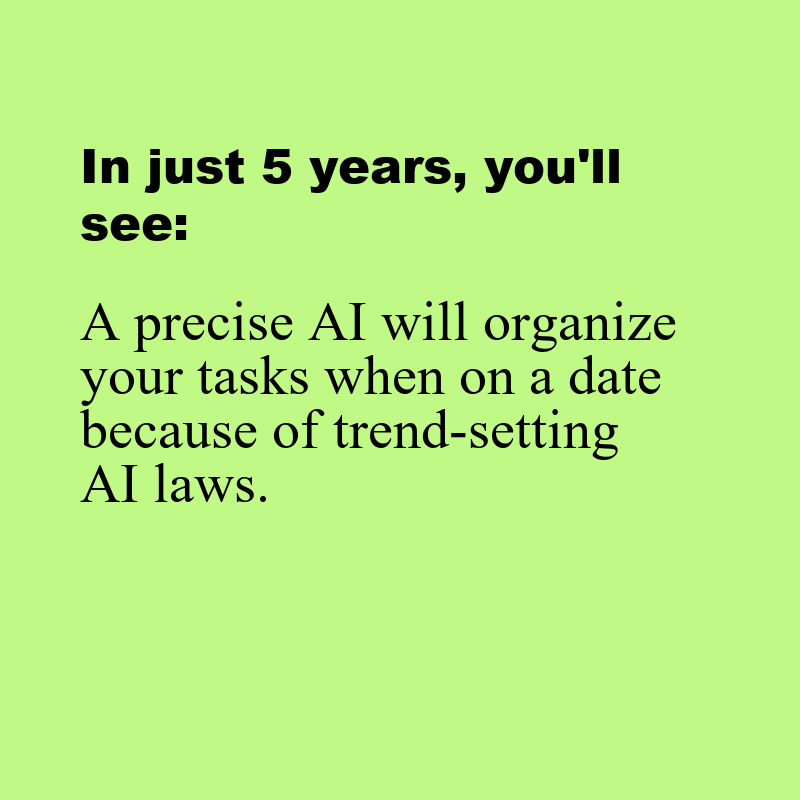 In just 5 years, you'll
see:
A precise AI will organize
your tasks when on a date
because of trend-setting
AI laws.